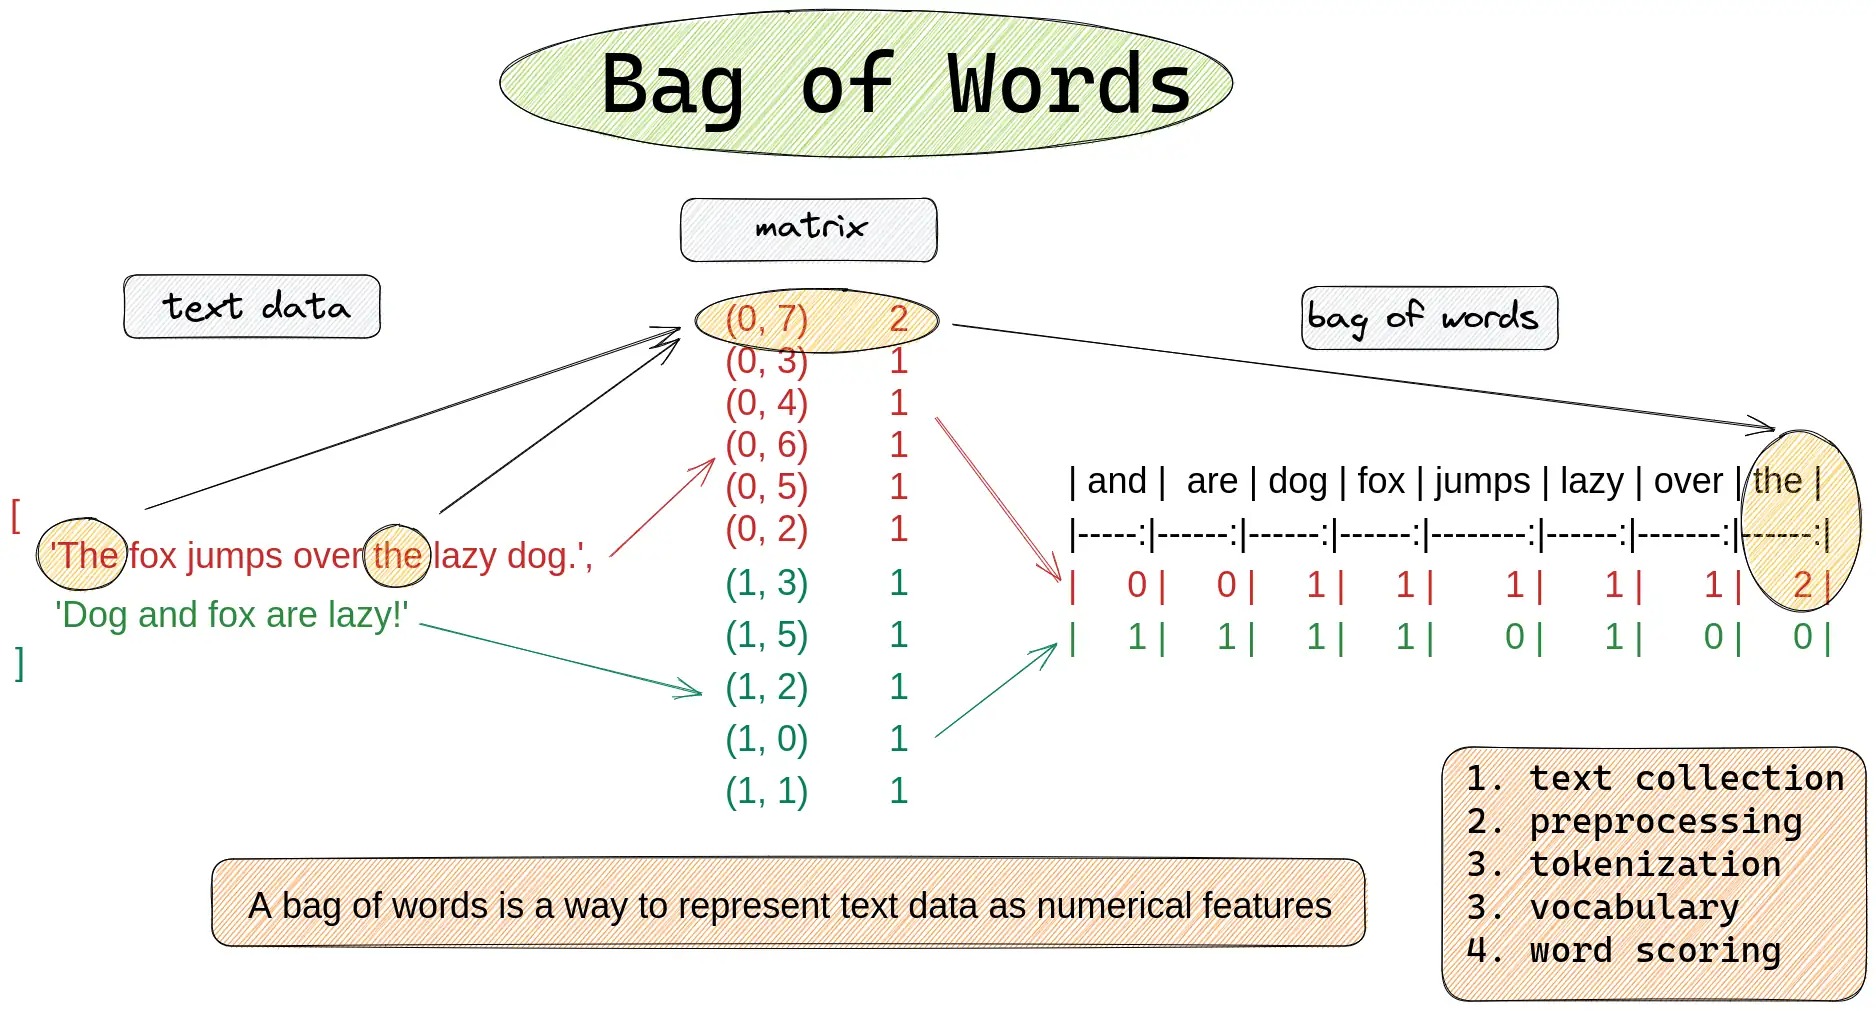 Bag of Words
matrix
text data
bag of words
(0, 7) 2
(0, 3) 1
(0, 4) 1
(0, 6) 1
(0, 5) 1
(0, 2) 1
(1, 3) 1
(1, 5) 1
(1, 2) 1
(1, 0) 1
(1, 1) 1
[
'The fox jumps over the lazy dog.',
'Dog and fox are lazy!'
]
| and | are | dog | fox | jumps | lazy | over | the |
|-----:|------:|------:|------:|--------:|------:|-------:|------:|
| 0 | 0 | 1 | 1 | 1 | 1 | 1 | 2 |
| 1 | 1 | 1 | 1 | 0 | 1 | 0 | 0 |
A bag of words is a way to represent text data as numerical features
1. text collection
2. preprocessing
3. tokenization
3. vocabulary
4. word scoring